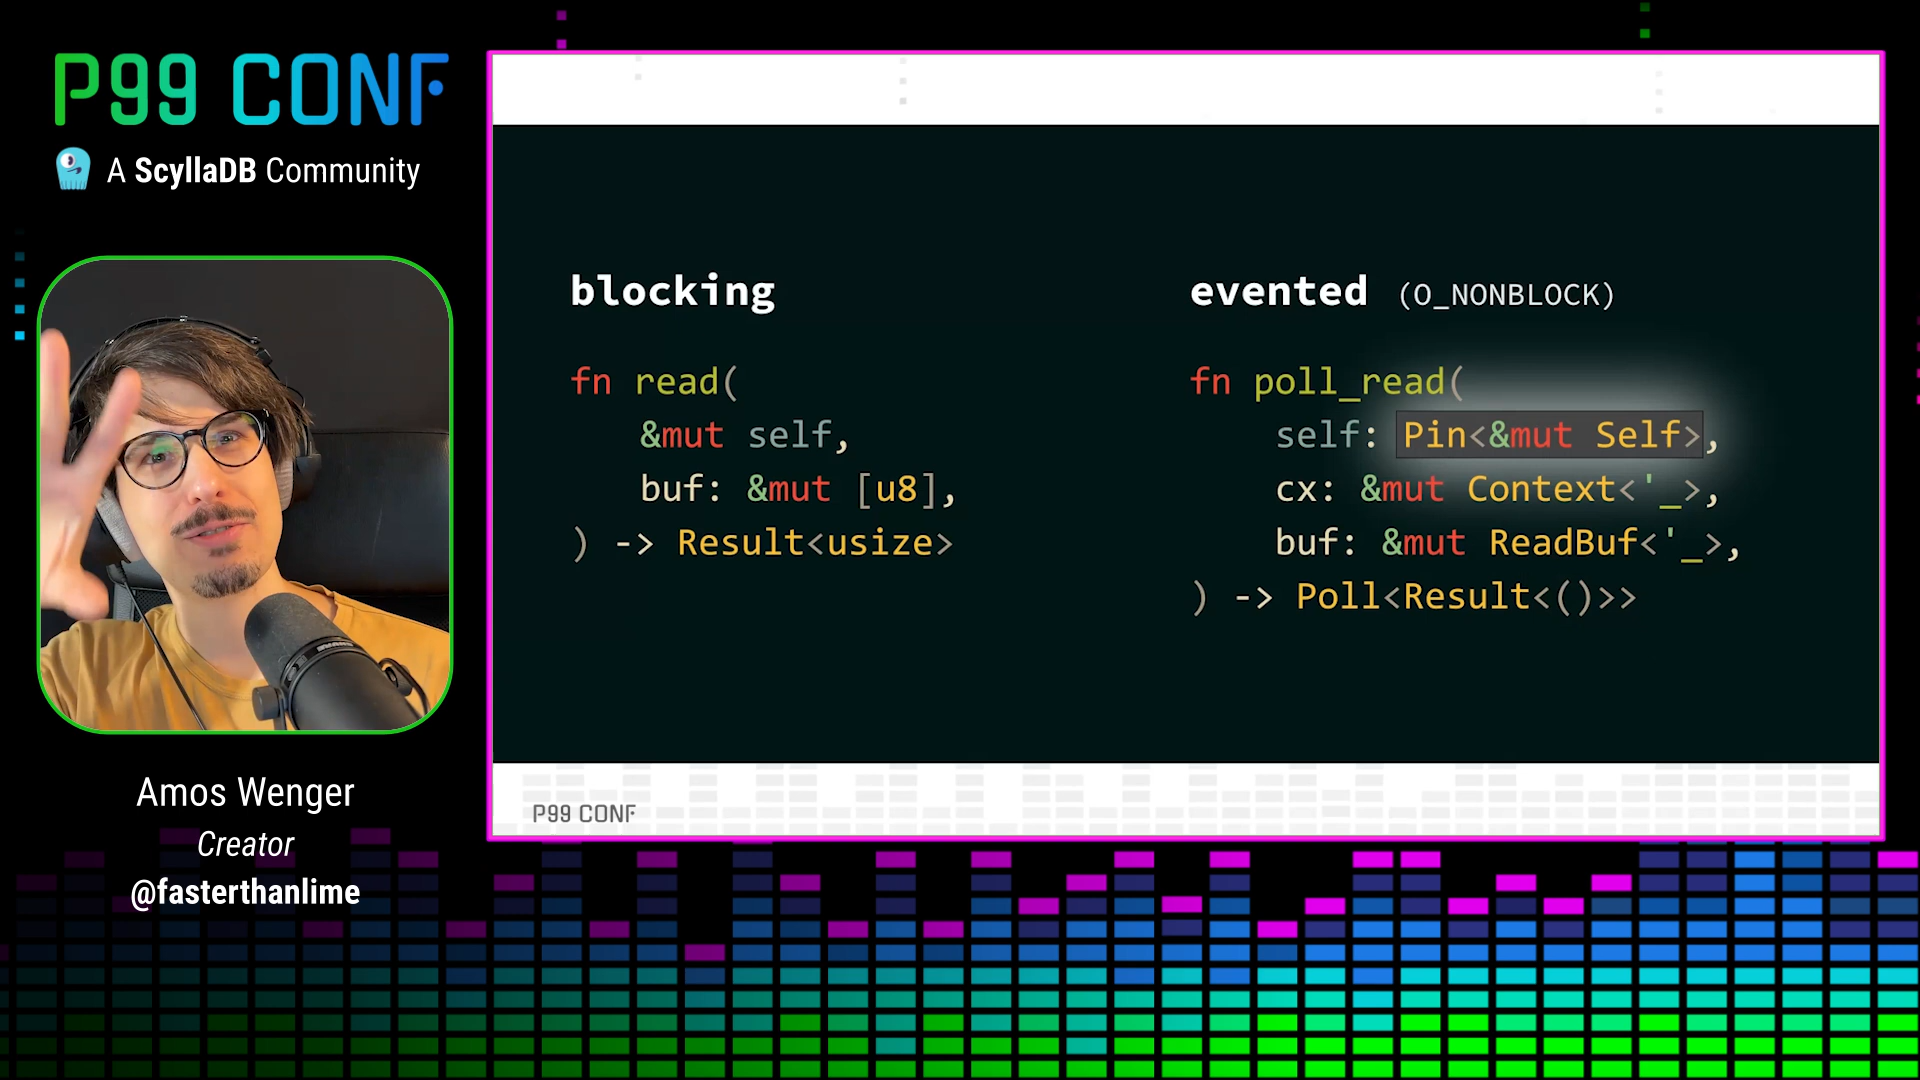 P99 CONF
A ScyllaDB Community
Amos Wenger
Creator
@fasterthanlime
blocking
fn read(
&mut self,
buf: &mut [u8],
) -> Result<usize>
evented (O_NONBLOCK)
fn poll_read(
self: Pin<&mut Self>,
cx: &mut Context<'_>,
buf: &mut ReadBuf<'_>,
) -> Poll<Result<()>>
P99 CONF